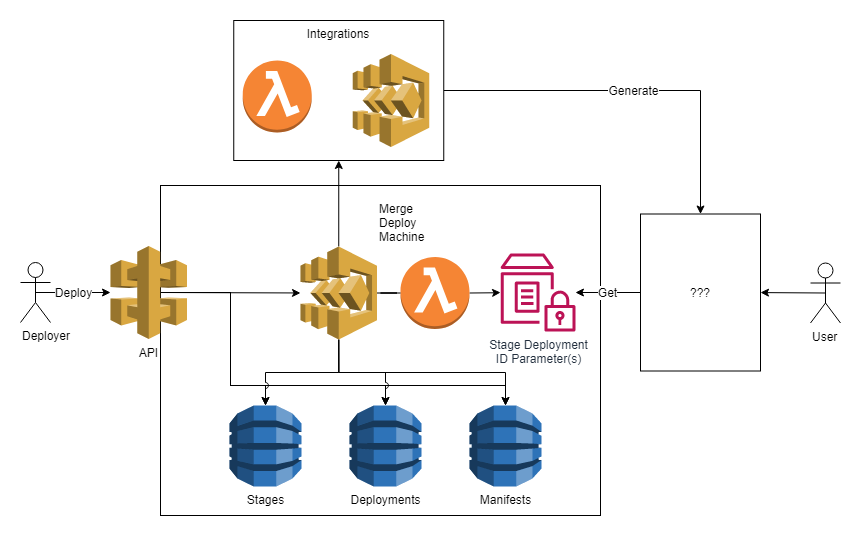 Integrations
Generate
Merge
Deploy
Machine
Deploy
Deployer
API
Get
???
User
Stage Deployment
ID Parameter(s)
Stages
Deployments
Manifests